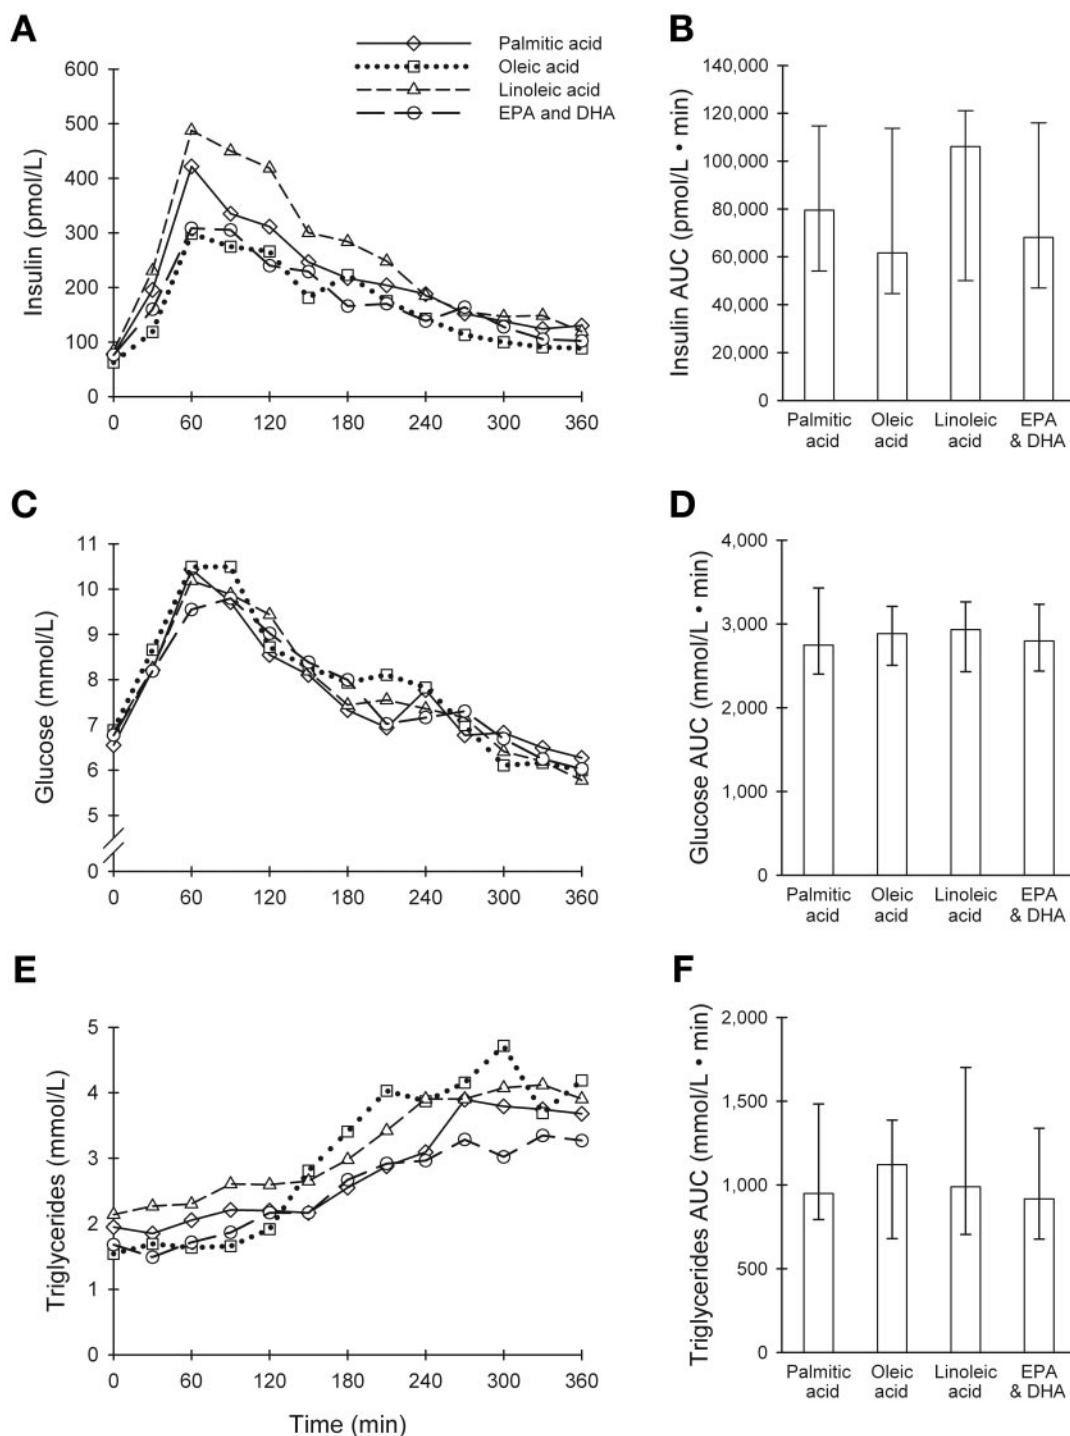 A
Palmitic acid
Oleic acid
Linoleic acid
EPA and DHA
Insulin (pmol/L)
600
500
400
300
200
100
0
0 60 120 180 240 300 360
B
Insulin AUC (pmol/L • min)
140,000
120,000
100,000
80,000
60,000
40,000
20,000
0
Palmitic acid
Oleic acid
Linoleic acid
EPA & DHA
C
Glucose (mmol/L)
11
10
9
8
7
6
5
0
0 60 120 180 240 300 360
D
Glucose AUC (mmol/L • min)
4,000
3,000
2,000
1,000
0
Palmitic acid
Oleic acid
Linoleic acid
EPA & DHA
E
Triglycerides (mmol/L)
5
4
3
2
1
0
0 60 120 180 240 300 360
Time (min)
F
Triglycerides AUC (mmol/L • min)
2,000
1,500
1,000
500
0
Palmitic acid
Oleic acid
Linoleic acid
EPA & DHA